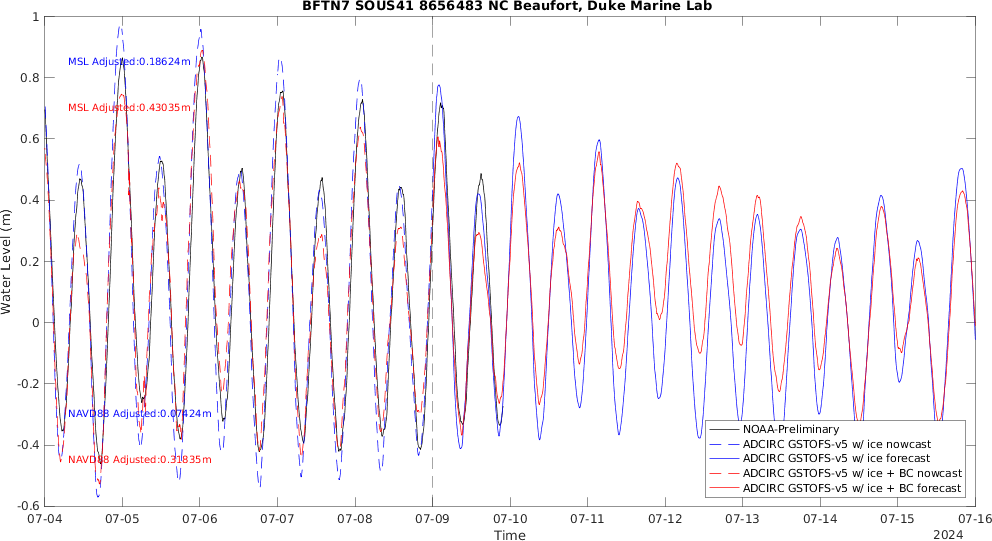 BFTN7 SOUS41 8656483 NC Beaufort, Duke Marine Lab
Water Level (m)
1
0.8
0.6
0.4
0.2
0
-0.2
-0.4
-0.6
MSL Adjusted:0.18624m
MSL Adjusted:0.43035m
NAVD88 Adjusted:0.07424m
NAVD88 Adjusted:0.31835m
NOAA-Preliminary
ADCIRC GSTOFS-v5 w/ ice nowcast
ADCIRC GSTOFS-v5 w/ ice forecast
ADCIRC GSTOFS-v5 w/ ice + BC nowcast
ADCIRC GSTOFS-v5 w/ ice + BC forecast
07-04 07-05 07-06 07-07 07-08 07-09 07-10 07-11 07-12 07-13 07-14 07-15 07-16
Time
2024